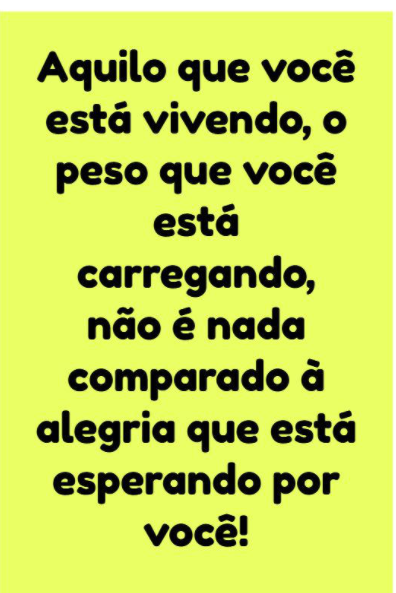 Aquilo que você
está vivendo, o
peso que você
está
carregando,
não é nada
comparado à
alegria que está
esperando por
você!